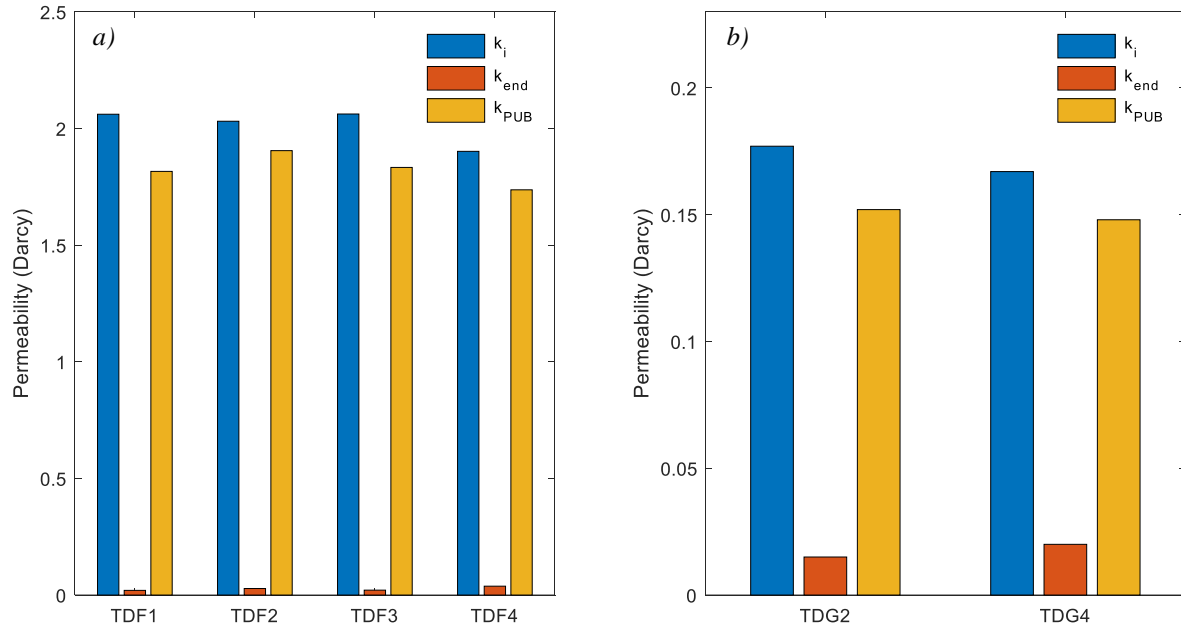 a)
k_i
k_end
k_PUB
Permeability (Darcy)
2.5
2
1.5
1
0.5
0
TDF1 TDF2 TDF3 TDF4
b)
k_i
k_end
k_PUB
Permeability (Darcy)
0.2
0.15
0.1
0.05
0
TDG2 TDG4